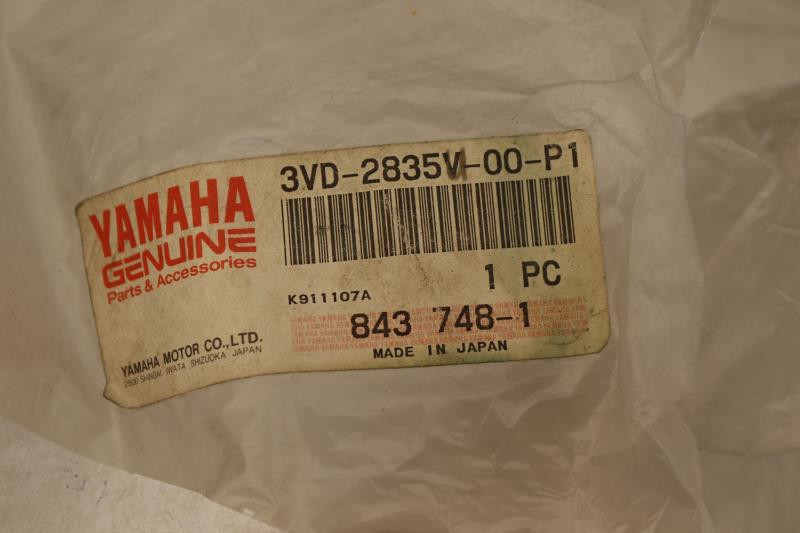 3VD-2835V-00-P1
YAMAHA
GENUINE
Parts & Accessories
1 PC
K911107A
843 748-1
MADE IN JAPAN
YAMAHA MOTOR CO., LTD.
2500 SHINGAI IWATA SHIZUOKA JAPAN